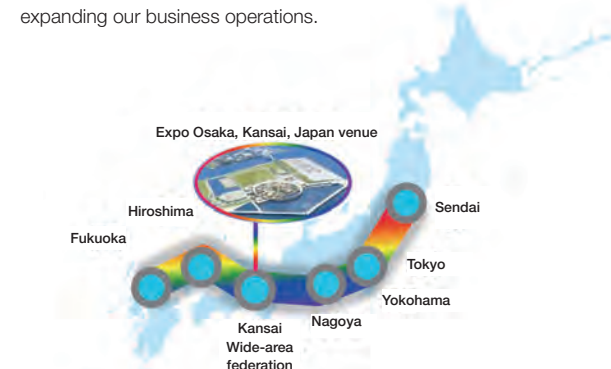 expanding our business operations.
Expo Osaka, Kansai, Japan venue
Hiroshima
Sendai
Fukuoka
Tokyo
Yokohama
Nagoya
Kansai
Wide-area
federation